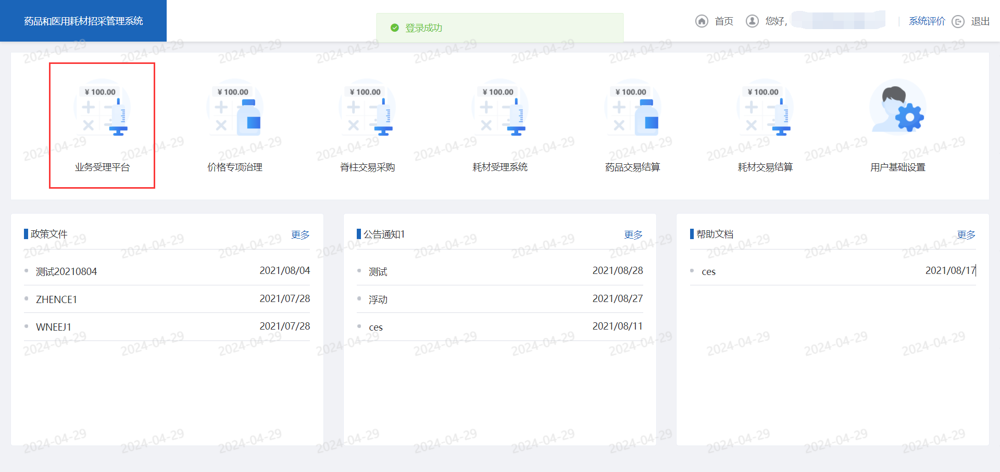 药品和医用耗材招采管理系统
登录成功
首页
您好,
系统评价
退出
¥ 100.00
¥ 100.00
¥ 100.00
¥ 100.00
¥ 100.00
¥ 100.00
业务受理平台
价格专项治理
脊柱交易采购
耗材受理系统
药品交易结算
耗材交易结算
用户基础设置
政策文件
更多
测试20210804
2021/08/04
ZHENCE1
2021/07/28
WNEEJ1
2021/07/28
公告通知1
更多
测试
2021/08/28
浮动
2021/08/27
ces
2021/08/11
帮助文档
更多
ces
2021/08/17
2024-04-29